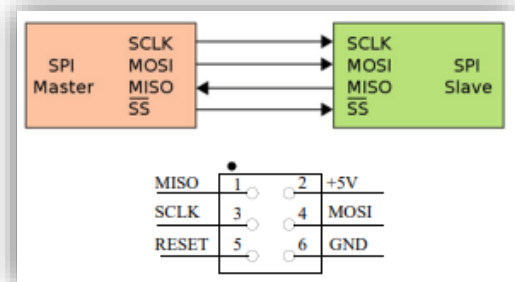 SCLK SCLK
SPI MOSI MOSI SPI
Master MISO MISO Slave
SS SS
MISO 1 2 +5V
SCLK 3 4 MOSI
RESET 5 6 GND